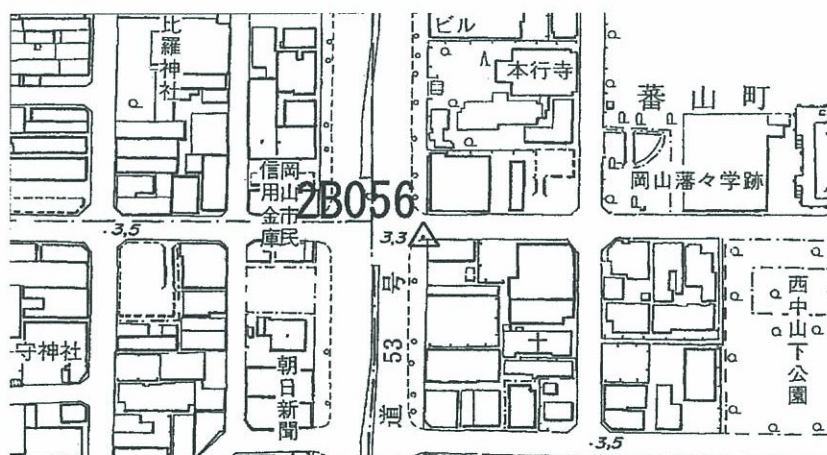 ビル
比羅神社
本行寺
蕃山町
岡山藩々学跡
岡山市民
信用金庫
2B056
3,5
3,3
号
53
道
西中山下公園
守神社
朝日新聞
3,5